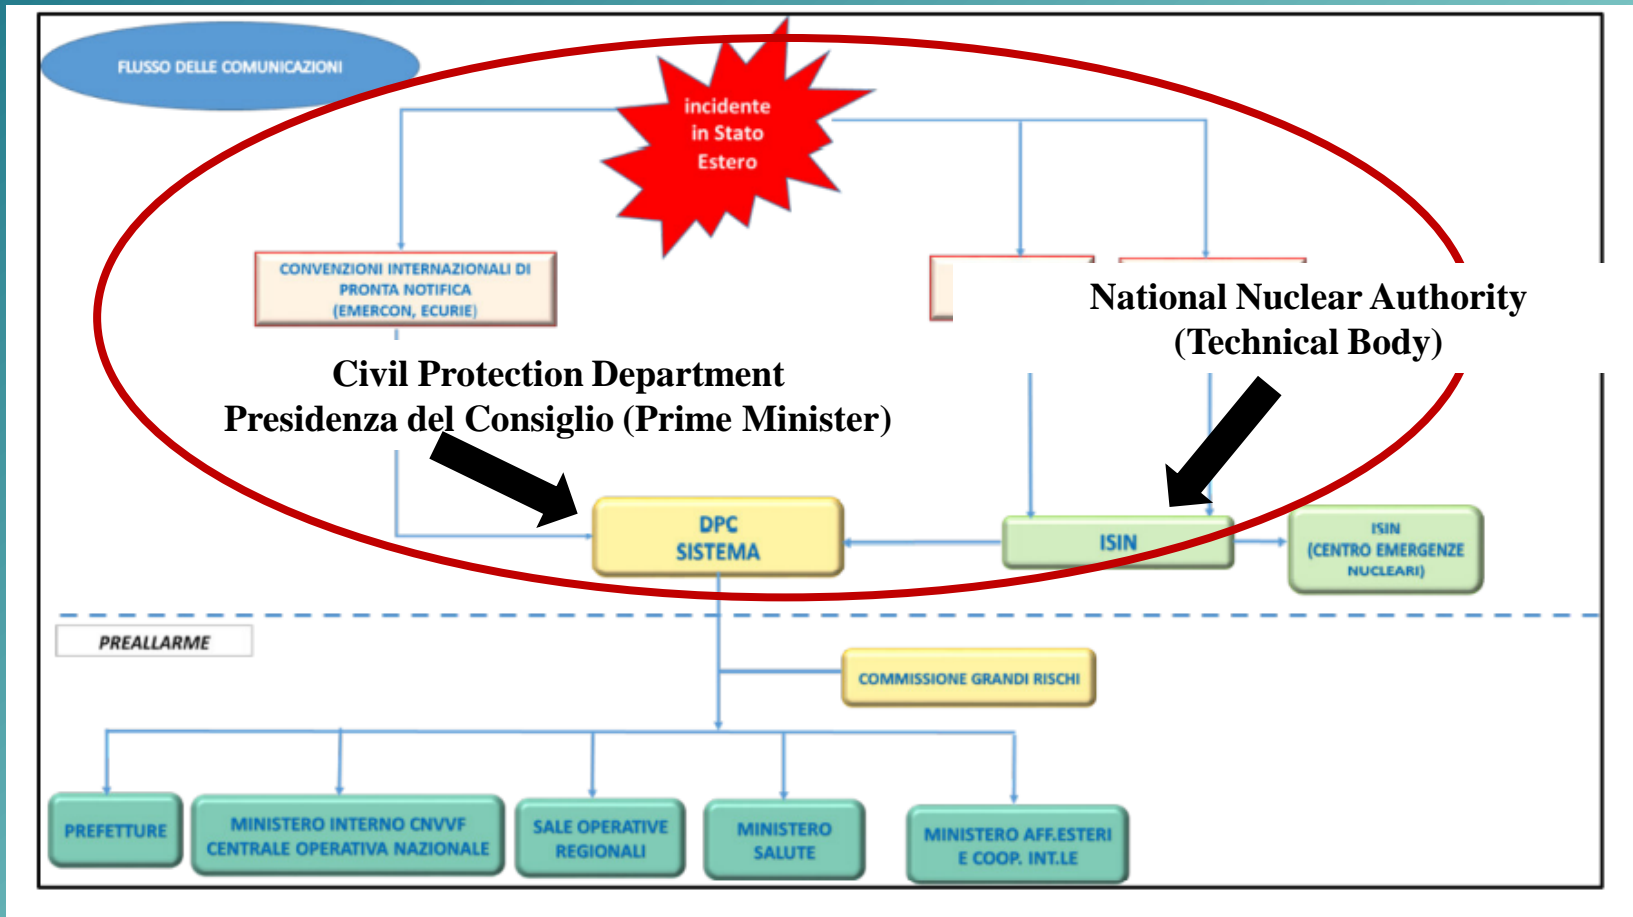 FLUSSO DELLE COMUNICAZIONI
incidente
in Stato
Estero
CONVENZIONI INTERNAZIONALI DI
PRONTA NOTIFICA
(EMERCON, ECURIE)
National Nuclear Authority
(Technical Body)
Civil Protection Department
Presidenza del Consiglio (Prime Minister)
DPC
SISTEMA
ISIN
ISIN
(CENTRO EMERGENZE
NUCLEARI)
PREALLARME
COMMISSIONE GRANDI RISCHI
PREFETTURE
MINISTERO INTERNO CNVVF
CENTRALE OPERATIVA NAZIONALE
SALE OPERATIVE
REGIONALI
MINISTERO
SALUTE
MINISTERO AFF.ESTERI
E COOP. INT.LE